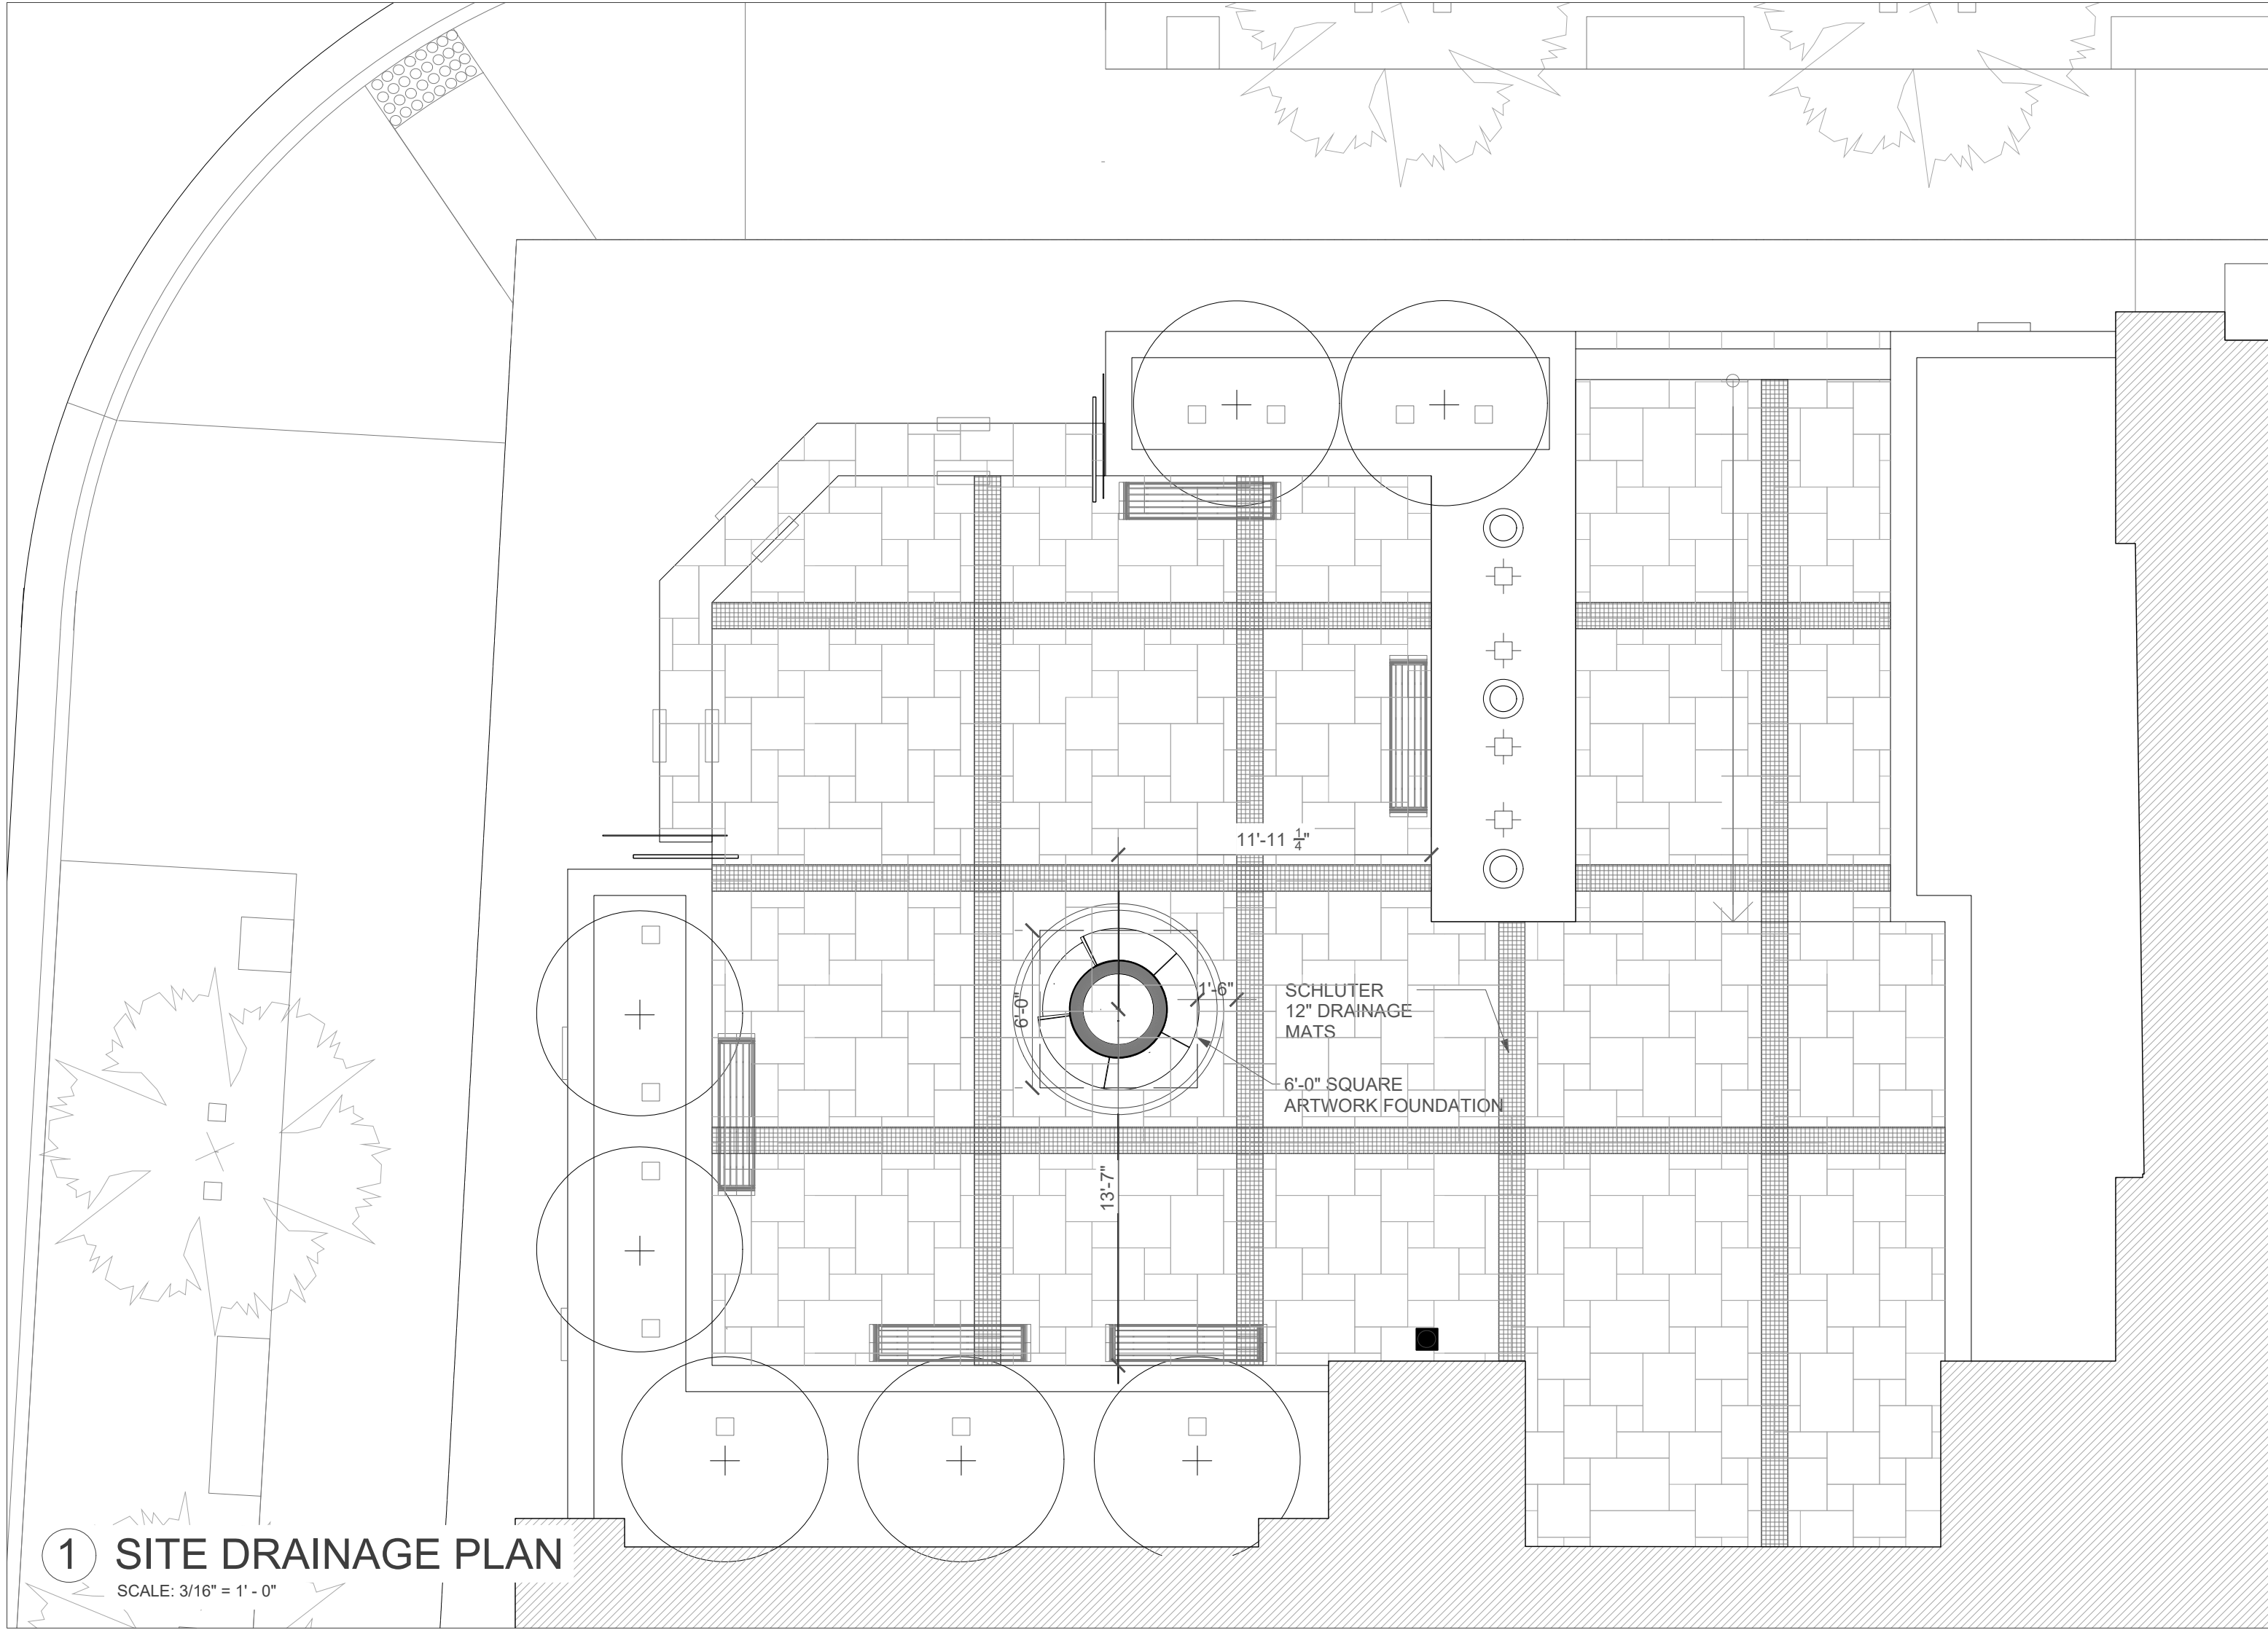 11'-11 1/4"
6'-0"
1'-6"
SCHLUTER
12" DRAINAGE
MATS
6'-0" SQUARE
ARTWORK FOUNDATION
13'-7"
1 SITE DRAINAGE PLAN
SCALE: 3/16" = 1' - 0"